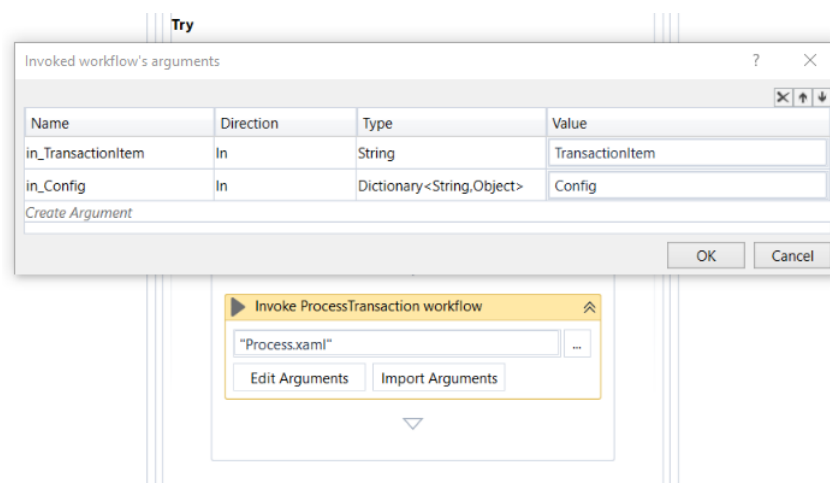 Try
Invoked workflow's arguments ?
Name Direction Type Value
in_TransactionItem In String TransactionItem
in_Config In Dictionary<String,Object> Config
Create Argument
OK Cancel
Invoke ProcessTransaction workflow
"Process.xaml" ...
Edit Arguments Import Arguments